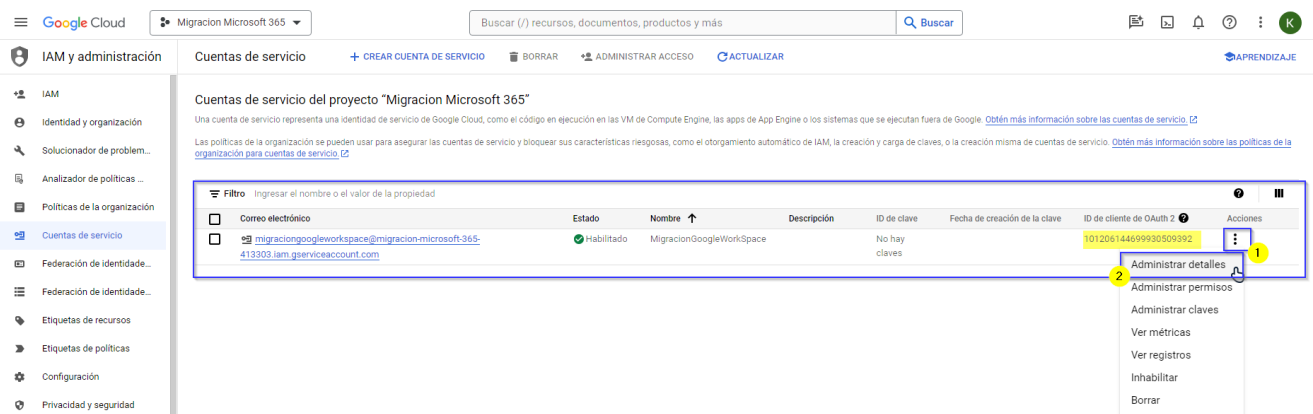 Google Cloud
Migracion Microsoft 365
Buscar (/) recursos, documentos, productos y más
Buscar
K
IAM y administración
Cuentas de servicio
CREAR CUENTA DE SERVICIO
BORRAR
ADMINISTRAR ACCESO
ACTUALIZAR
APRENDIZAJE
IAM
Identidad y organización
Solucionador de problem...
Analizador de políticas ...
Políticas de la organización
Cuentas de servicio
Federación de identidade...
Federación de identidade...
Etiquetas de recursos
Etiquetas de políticas
Configuración
Privacidad y seguridad
Cuentas de servicio del proyecto “Migracion Microsoft 365”
Una cuenta de servicio representa una identidad de servicio de Google Cloud, como el código en ejecución en las VM de Compute Engine, las apps de App Engine o los sistemas que se ejecutan fuera de Google. Obtén más información sobre las cuentas de servicio.
Las políticas de la organización se pueden usar para asegurar las cuentas de servicio y bloquear sus características riesgosas, como el otorgamiento automático de IAM, la creación y carga de claves, o la creación misma de cuentas de servicio. Obtén más información sobre las políticas de la
organización para cuentas de servicio.
Filtro Ingresar el nombre o el valor de la propiedad
Correo electrónico Estado Nombre Descripción ID de clave Fecha de creación de la clave ID de cliente de OAuth 2 Acciones
migraciongoogleworkspace@migracion-microsoft-365- Habilitado MigracionGoogleWorkSpace No hay 101206144699930509392
413303.iam.gserviceaccount.com claves
1
Administrar detalles
2
Administrar permisos
Administrar claves
Ver métricas
Ver registros
Inhabilitar
Borrar